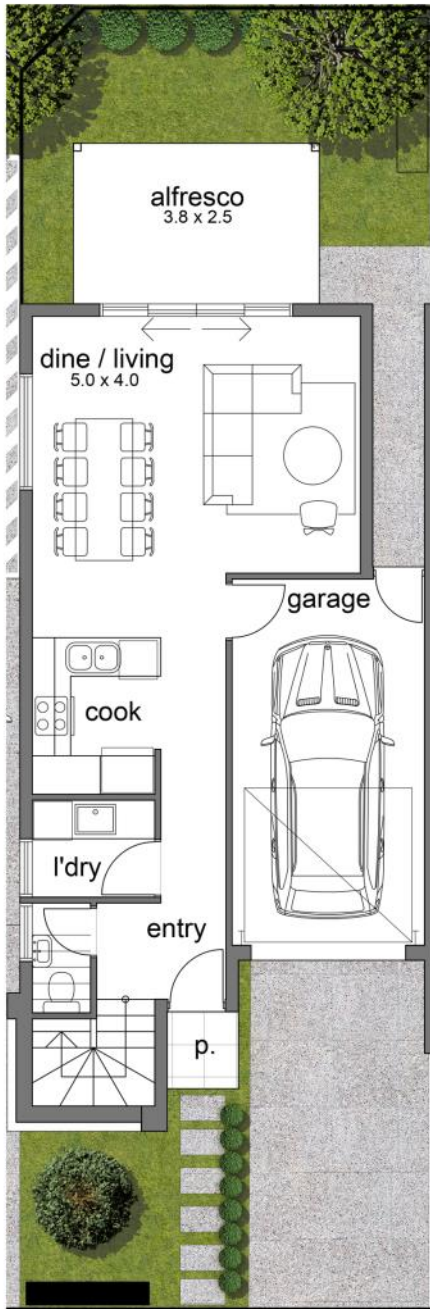 alfresco
3.8 x 2.5
dine / living
5.0 x 4.0
garage
cook
l'dry
entry
p.